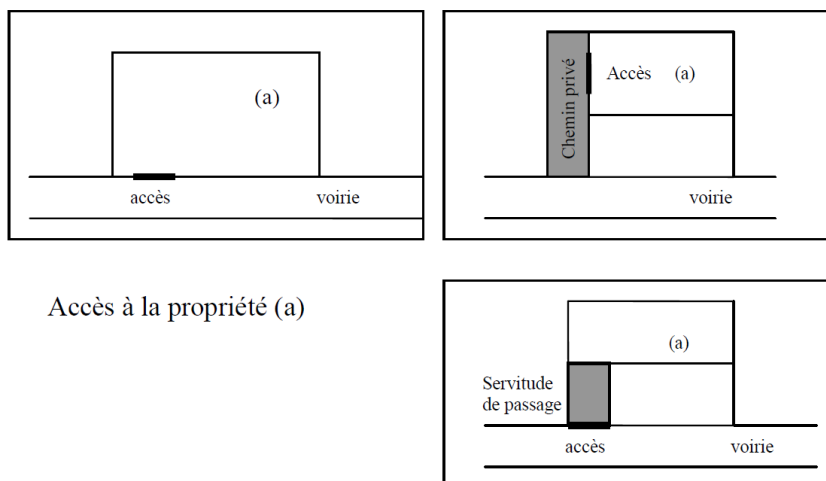 (a)
accès
voirie
Chemin privé
Accès (a)
voirie
Accès à la propriété (a)
(a)
Servitude
de passage
accès
voirie